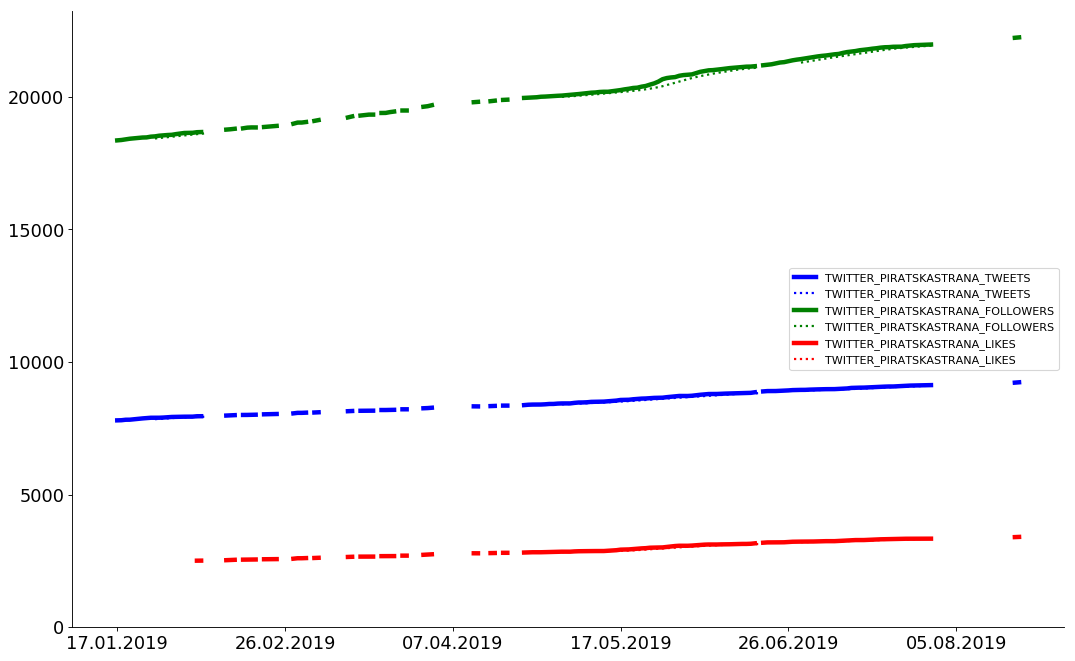 20000
15000
10000
5000
0
TWITTER_PIRATSKASTRANA_TWEETS
TWITTER_PIRATSKASTRANA_TWEETS
TWITTER_PIRATSKASTRANA_FOLLOWERS
TWITTER_PIRATSKASTRANA_FOLLOWERS
TWITTER_PIRATSKASTRANA_LIKES
TWITTER_PIRATSKASTRANA_LIKES
17.01.2019 26.02.2019 07.04.2019 17.05.2019 26.06.2019 05.08.2019